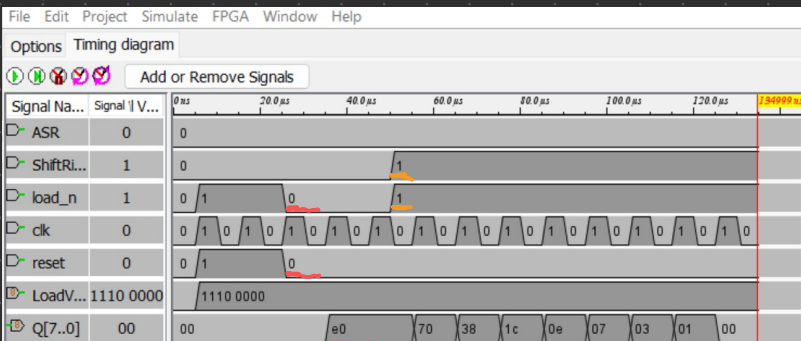 File Edit Project Simulate FPGA Window Help
Options Timing diagram
Add or Remove Signals
Signal Na... Signal V... 0 ns 20.0 µs 40.0 µs 60.0 µs 80.0 µs 100.0 µs 120.0 µs 134999 ns
ASR 0 0
ShiftRi... 1 0 1
load_n 1 0 1 0 1
clk 0 0 1 0 1 0 1 0 1 0 1 0 1 0 1 0 1 0 1 0 1 0 1 0 1 0 1 0
reset 0 0 1 0
LoadV... 1110 0000 1110 0000
Q[7..0] 00 00 e0 70 38 1c 0e 07 03 01 00